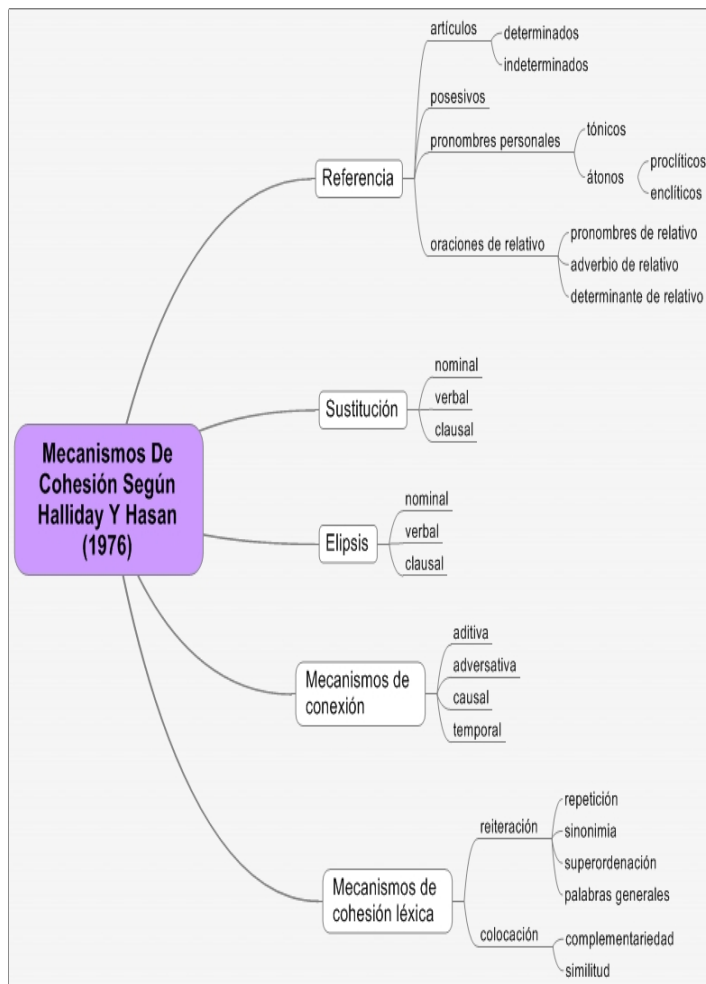 Mecanismos De
Cohesión Según
Halliday Y Hasan
(1976)
Referencia
artículos
determinados
indeterminados
posesivos
pronombres personales
tónicos
átonos
proclíticos
enclíticos
oraciones de relativo
pronombres de relativo
adverbio de relativo
determinante de relativo
Sustitución
nominal
verbal
clausal
Elipsis
nominal
verbal
clausal
Mecanismos de
conexión
aditiva
adversativa
causal
temporal
Mecanismos de
cohesión léxica
reiteración
repetición
sinonimia
superordenación
palabras generales
colocación
complementariedad
similitud